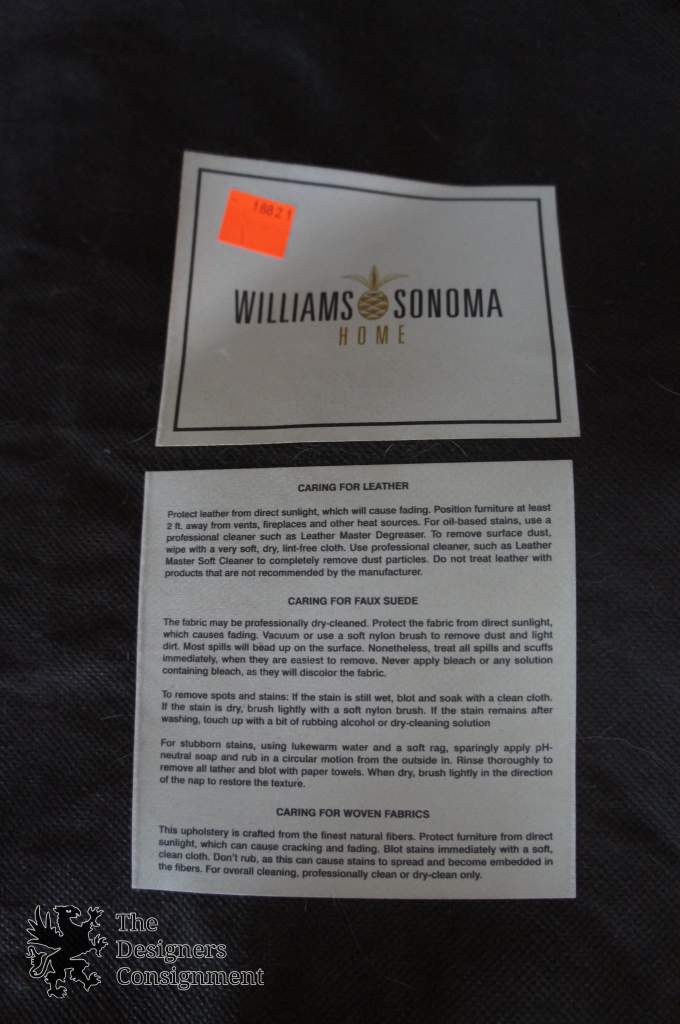 18821
WILLIAMS SONOMA
HOME
CARING FOR LEATHER
Protect leather from direct sunlight, which will cause fading. Position furniture at least
2 ft. away from vents, fireplaces and other heat sources. For oil-based stains, use a
professional cleaner such as Leather Master Degreaser. To remove surface dust,
wipe with a very soft, dry, lint-free cloth. Use professional cleaner, such as Leather
Master Soft Cleaner to completely remove dust particles. Do not treat leather with
products that are not recommended by the manufacturer.
CARING FOR FAUX SUEDE
The fabric may be professionally dry-cleaned. Protect the fabric from direct sunlight,
which causes fading. Vacuum or use a soft nylon brush to remove dust and light
dirt. Most spills will bead up on the surface. Nonetheless, treat all spills and scuffs
immediately, when they are easiest to remove. Never apply bleach or any solution
containing bleach, as they will discolor the fabric.
To remove spots and stains: If the stain is still wet, blot and soak with a clean cloth.
If the stain is dry, brush lightly with a soft nylon brush. If the stain remains after
washing, touch up with a bit of rubbing alcohol or dry-cleaning solution
For stubborn stains, using lukewarm water and a soft rag, sparingly apply pH-
neutral soap and rub in a circular motion from the outside in. Rinse thoroughly to
remove all lather and blot with paper towels. When dry, brush lightly in the direction
of the nap to restore the texture.
CARING FOR WOVEN FABRICS
This upholstery is crafted from the finest natural fibers. Protect furniture from direct
sunlight, which can cause cracking and fading. Blot stains immediately with a soft,
clean cloth. Don't rub, as this can cause stains to spread and become embedded in
the fibers. For overall cleaning, professionally clean or dry-clean only.
The
Designers
Consignment